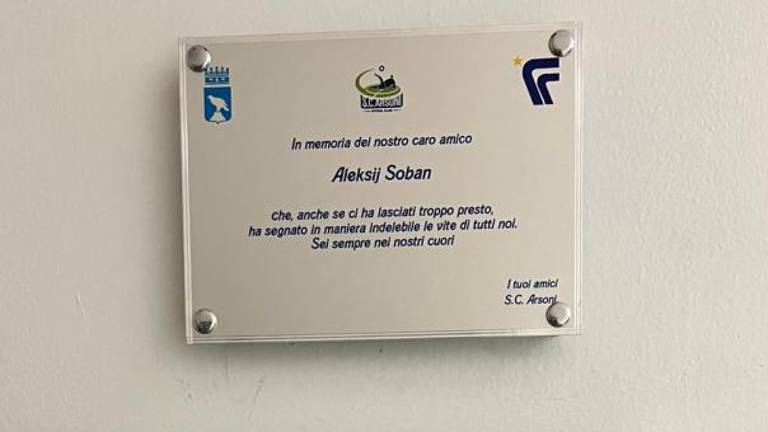 S.C. ARSONI
In memoria del nostro caro amico
Aleksij Soban
che, anche se ci ha lasciati troppo presto,
ha segnato in maniera indelebile le vite di tutti noi.
Sei sempre nei nostri cuori
I tuoi amici
S.C. Arsoni